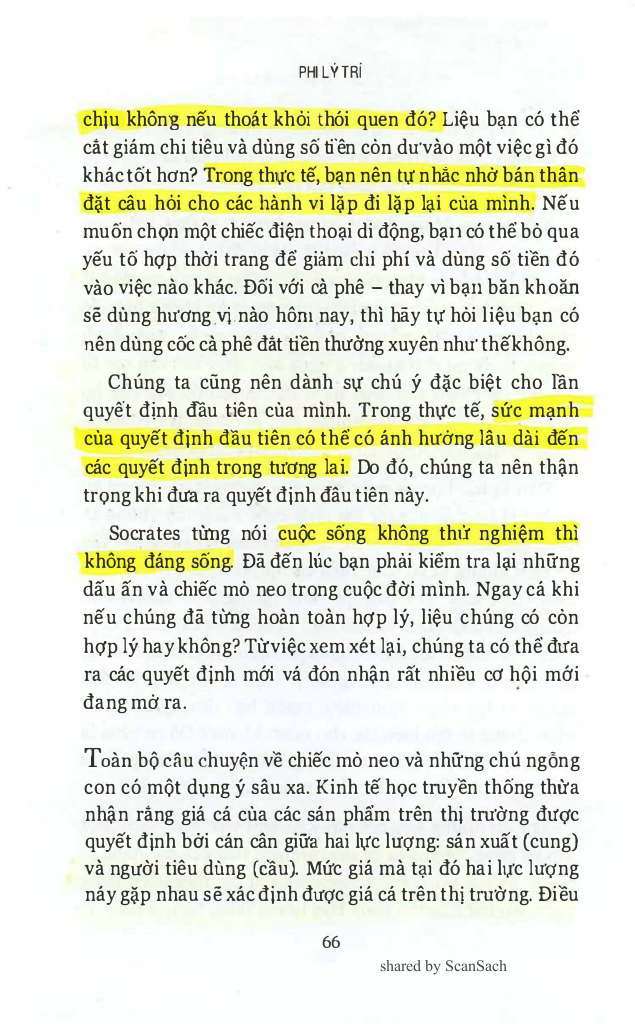 PHI LÝ TRÍ
chịu không nếu thoát khỏi thói quen đó? Liệu bạn có thể
cắt giảm chi tiêu và dùng số tiền còn dư vào một việc gì đó
khác tốt hơn? Trong thực tế, bạn nên tự nhắc nhở bản thân
đặt câu hỏi cho các hành vi lặp đi lặp lại của mình. Nếu
muốn chọn một chiếc điện thoại di động, bạn có thể bỏ qua
yếu tố hợp thời trang để giảm chi phí và dùng số tiền đó
vào việc nào khác. Đối với cà phê – thay vì bạn băn khoăn
sẽ dùng hương vị nào hôm nay, thì hãy tự hỏi liệu bạn có
nên dùng cốc cà phê đắt tiền thường xuyên như thế không.
Chúng ta cũng nên dành sự chú ý đặc biệt cho lần
quyết định đầu tiên của mình. Trong thực tế, sức mạnh
của quyết định đầu tiên có thể có ảnh hưởng lâu dài đến
các quyết định trong tương lai. Do đó, chúng ta nên thận
trọng khi đưa ra quyết định đầu tiên này.
Socrates từng nói cuộc sống không thử nghiệm thì
không đáng sống. Đã đến lúc bạn phải kiểm tra lại những
dấu ấn và chiếc mỏ neo trong cuộc đời mình. Ngay cả khi
nếu chúng đã từng hoàn toàn hợp lý, liệu chúng có còn
hợp lý hay không? Từ việc xem xét lại, chúng ta có thể đưa
ra các quyết định mới và đón nhận rất nhiều cơ hội mới
đang mở ra.
Toàn bộ câu chuyện về chiếc mỏ neo và những chú ngỗng
con có một dụng ý sâu xa. Kinh tế học truyền thống thừa
nhận rằng giá cả của các sản phẩm trên thị trường được
quyết định bởi cán cân giữa hai lực lượng: sản xuất (cung)
và người tiêu dùng (cầu). Mức giá mà tại đó hai lực lượng
này gặp nhau sẽ xác định được giá cả trên thị trường. Điều
66
shared by ScanSach